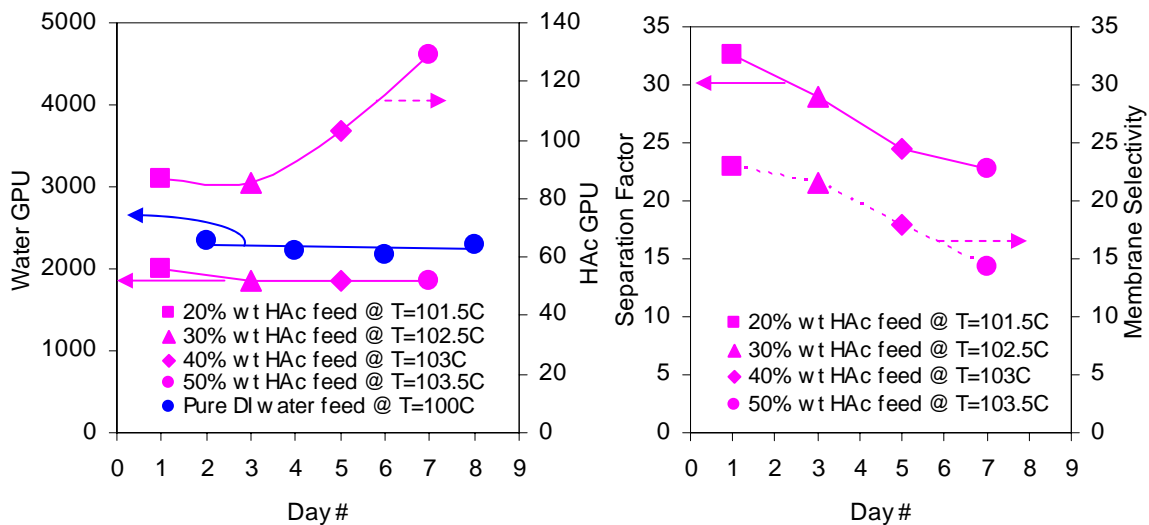 5000
4000
3000
2000
1000
0
Water GPU
140
120
100
80
60
40
20
0
HAc GPU
20% wt HAc feed @ T=101.5C
30% wt HAc feed @ T=102.5C
40% wt HAc feed @ T=103C
50% wt HAc feed @ T=103.5C
Pure DI water feed @ T=100C
0 1 2 3 4 5 6 7 8 9
Day #
35
30
25
20
15
10
5
0
Separation Factor
35
30
25
20
15
10
5
0
Membrane Selectivity
20% wt HAc feed @ T=101.5C
30% wt HAc feed @ T=102.5C
40% wt HAc feed @ T=103C
50% wt HAc feed @ T=103.5C
0 1 2 3 4 5 6 7 8 9
Day #